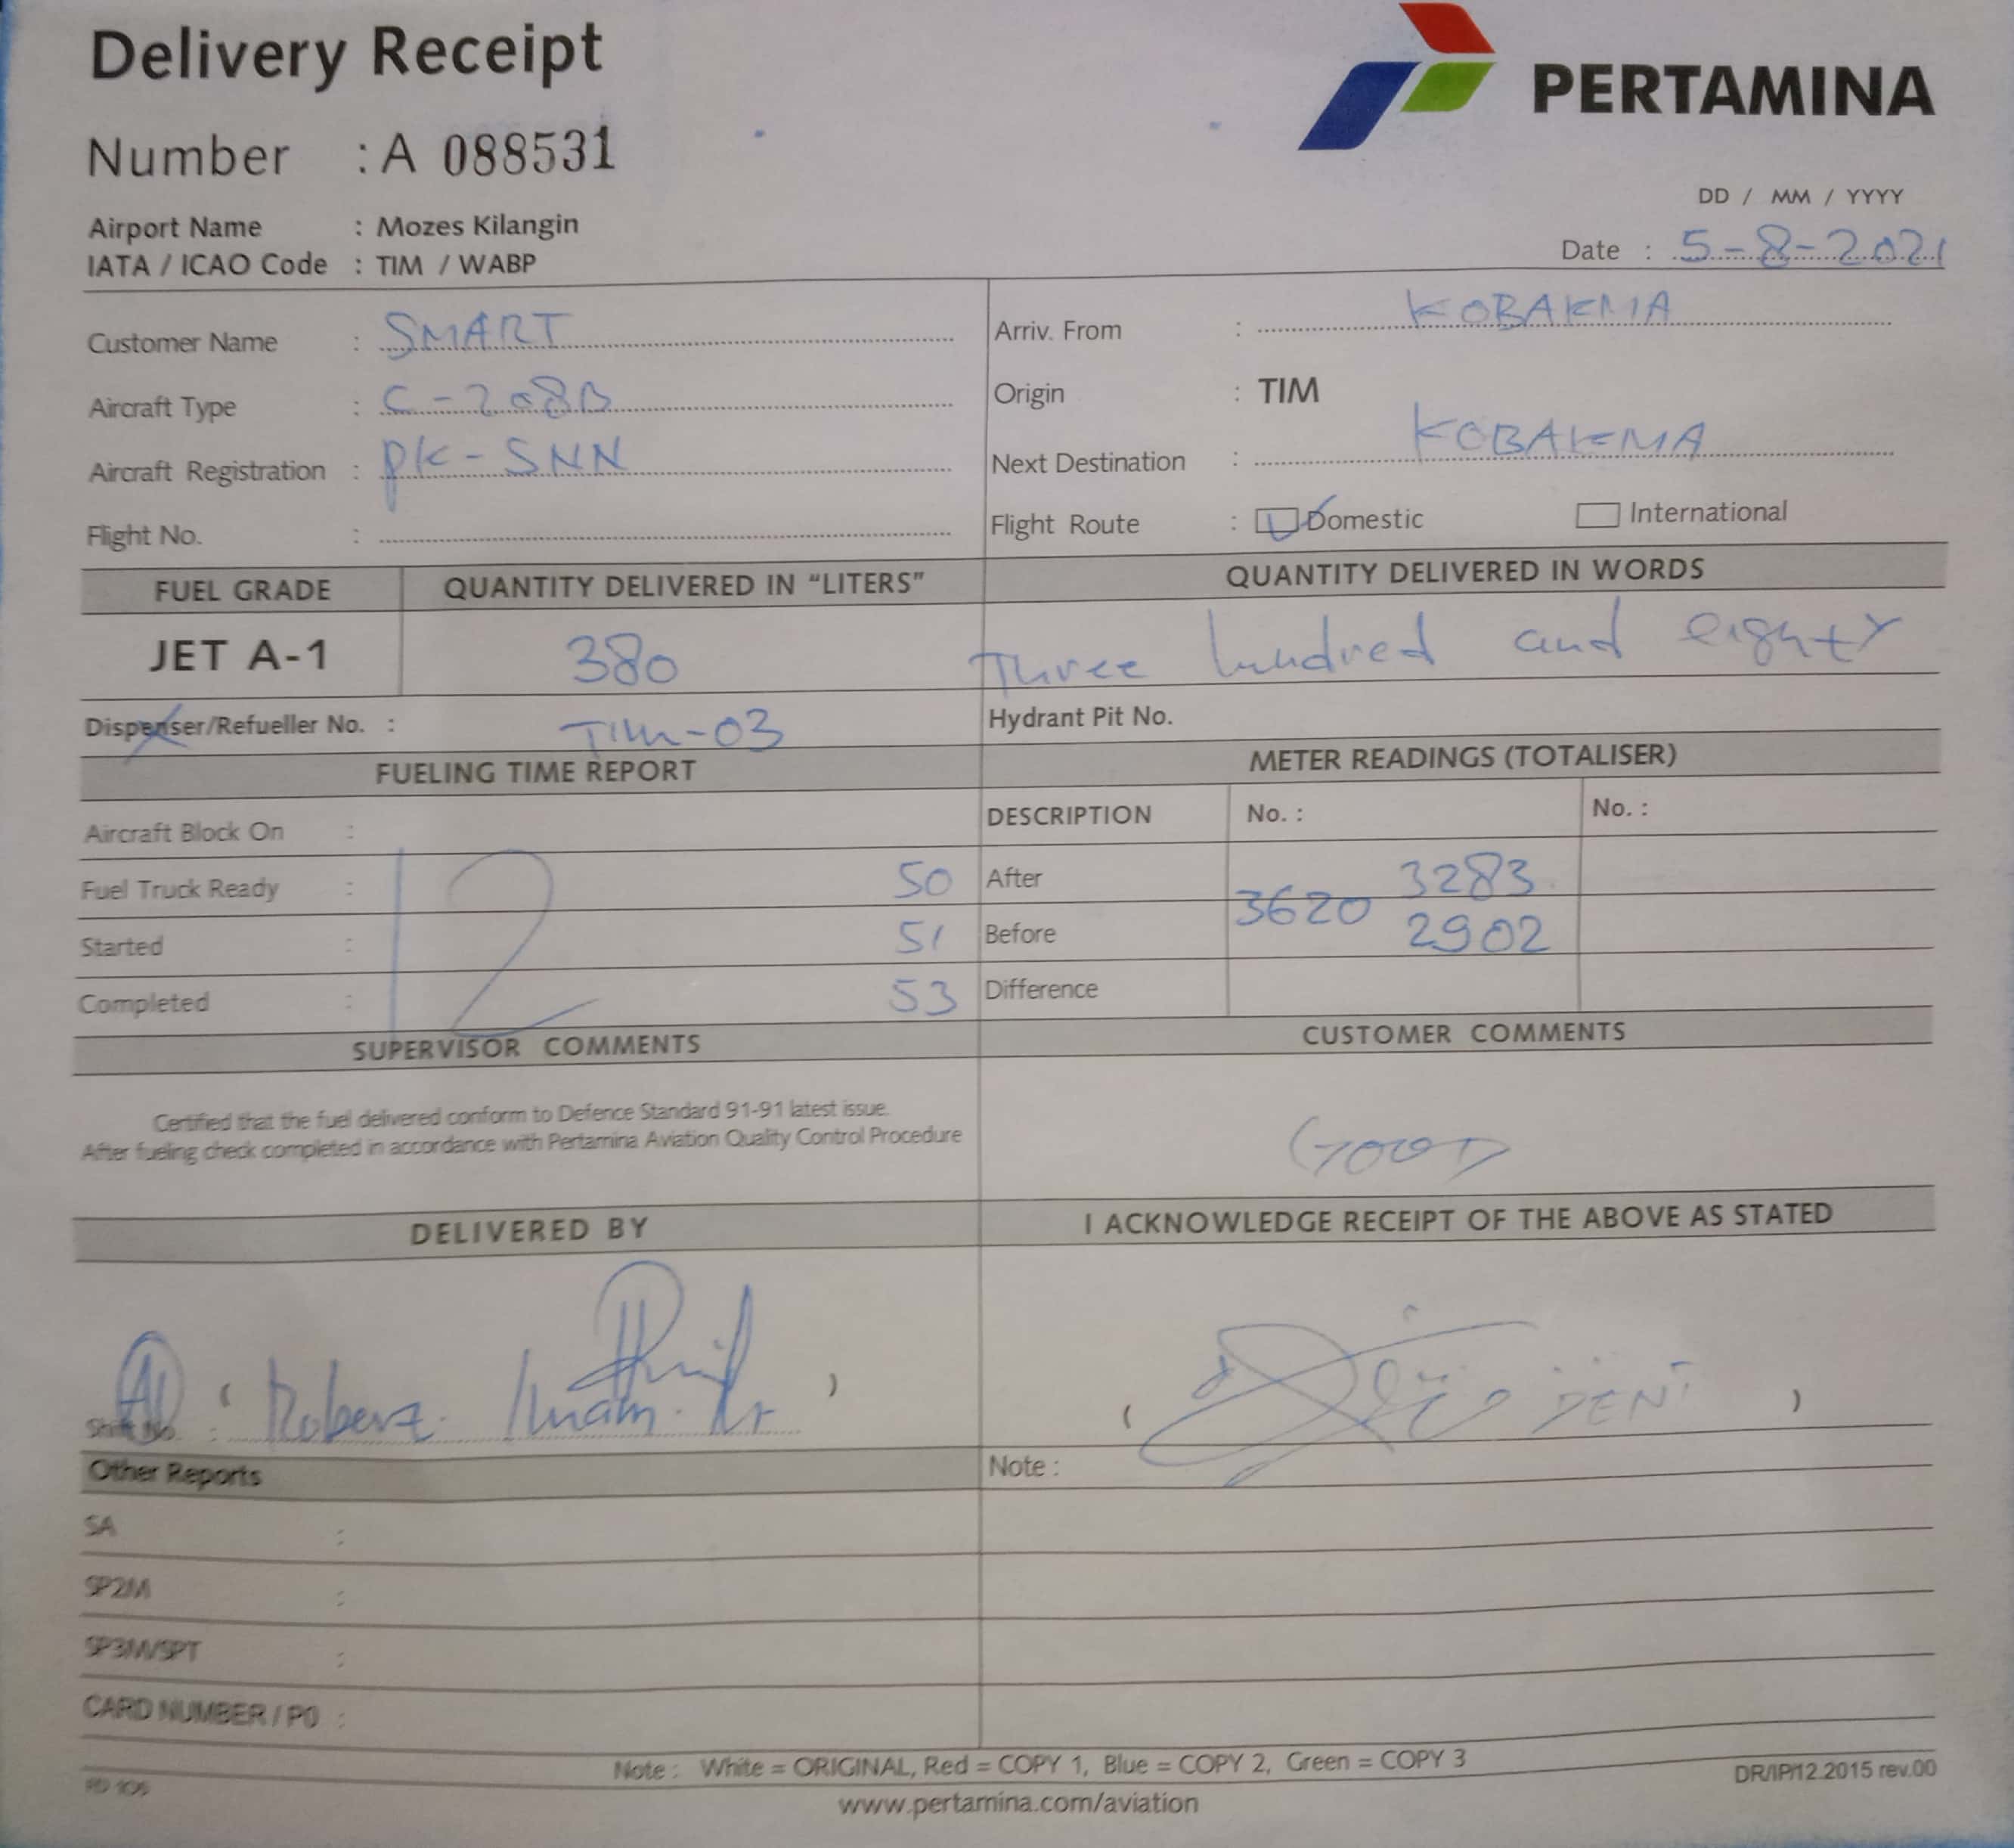 Delivery Receipt
PERTAMINA
Number : A 088531
DD / MM / YYYY
Airport Name : Mozes Kilangin
Date : 5-8-2021
IATA / ICAO Code : TIM / WABP
Customer Name : SMART
Arriv. From : KOBAKMA
Aircraft Type : C-208B
Origin : TIM
Aircraft Registration : PK-SNN
Next Destination : KOBAKMA
Flight No. :
Flight Route : Domestic International
FUEL GRADE QUANTITY DELIVERED IN “LITERS” QUANTITY DELIVERED IN WORDS
JET A-1 380 Three hundred and eighty
Dispenser/Refueller No. : TIM-03 Hydrant Pit No.
FUELING TIME REPORT METER READINGS (TOTALISER)
Aircraft Block On : DESCRIPTION No. : No. :
Fuel Truck Ready : 12 50 After 3620 3283
Started : 51 Before 2902
Completed : 53 Difference
SUPERVISOR COMMENTS CUSTOMER COMMENTS
Certified that the fuel delivered conform to Defence Standard 91-91 latest issue.
After fueling check completed in accordance with Pertamina Aviation Quality Control Procedure
GOOD
DELIVERED BY I ACKNOWLEDGE RECEIPT OF THE ABOVE AS STATED
Shift No. :
Other Reports Note :
SA :
SP2M :
SP3M/SPT :
CARD NUMBER / PO :
Note : White = ORIGINAL, Red = COPY 1, Blue = COPY 2, Green = COPY 3
DR/IP/12.2015 rev.00
www.pertamina.com/aviation